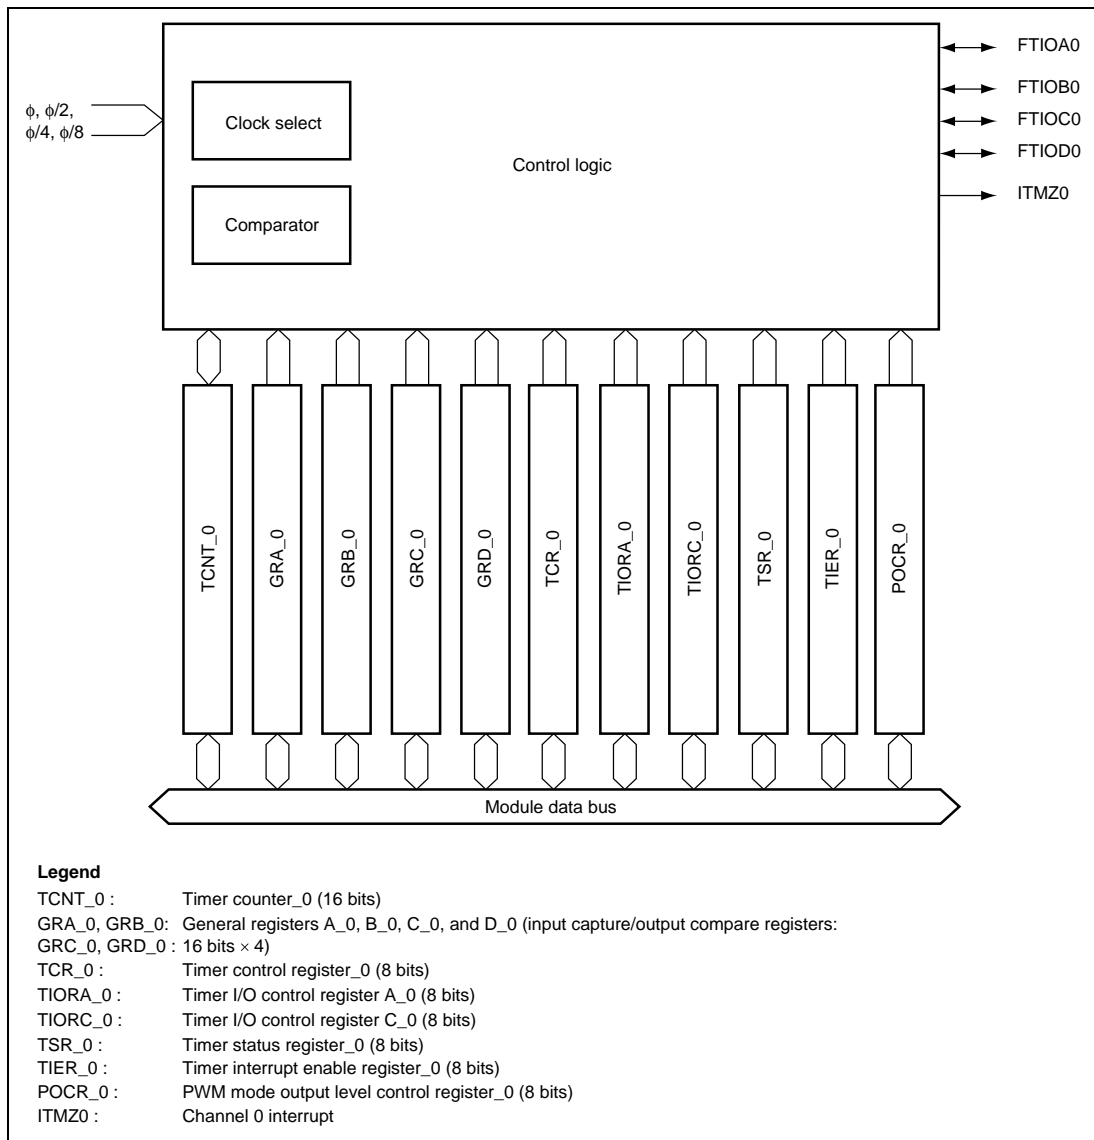 FTIOA0
φ, φ/2,
φ/4, φ/8
Clock select
FTIOB0
FTIOC0
FTIOD0
Control logic
ITMZ0
Comparator
TCNT_0
GRA_0
GRB_0
GRC_0
GRD_0
TCR_0
TIORA_0
TIORC_0
TSR_0
TIER_0
POCR_0
Module data bus
Legend
TCNT_0 : Timer counter_0 (16 bits)
GRA_0, GRB_0: General registers A_0, B_0, C_0, and D_0 (input capture/output compare registers:
GRC_0, GRD_0 : 16 bits × 4)
TCR_0 : Timer control register_0 (8 bits)
TIORA_0 : Timer I/O control register A_0 (8 bits)
TIORC_0 : Timer I/O control register C_0 (8 bits)
TSR_0 : Timer status register_0 (8 bits)
TIER_0 : Timer interrupt enable register_0 (8 bits)
POCR_0 : PWM mode output level control register_0 (8 bits)
ITMZ0 : Channel 0 interrupt